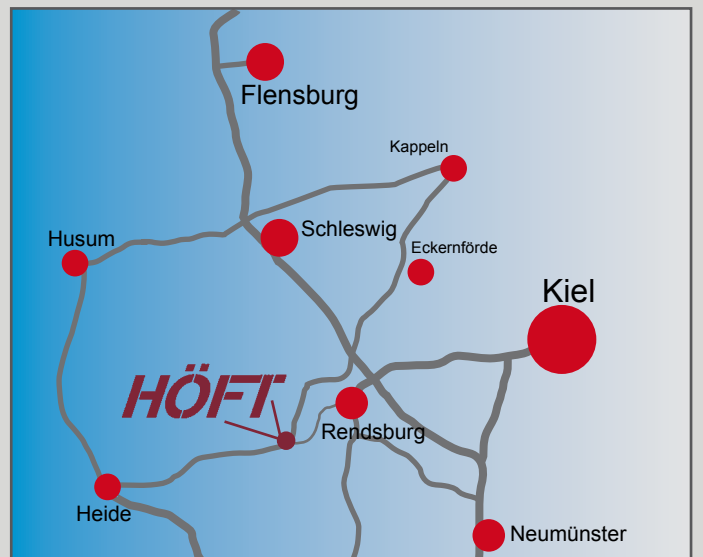 Flensburg
Kappeln
Schleswig
Husum
Eckernförde
Kiel
HÖFT
Rendsburg
Heide
Neumünster